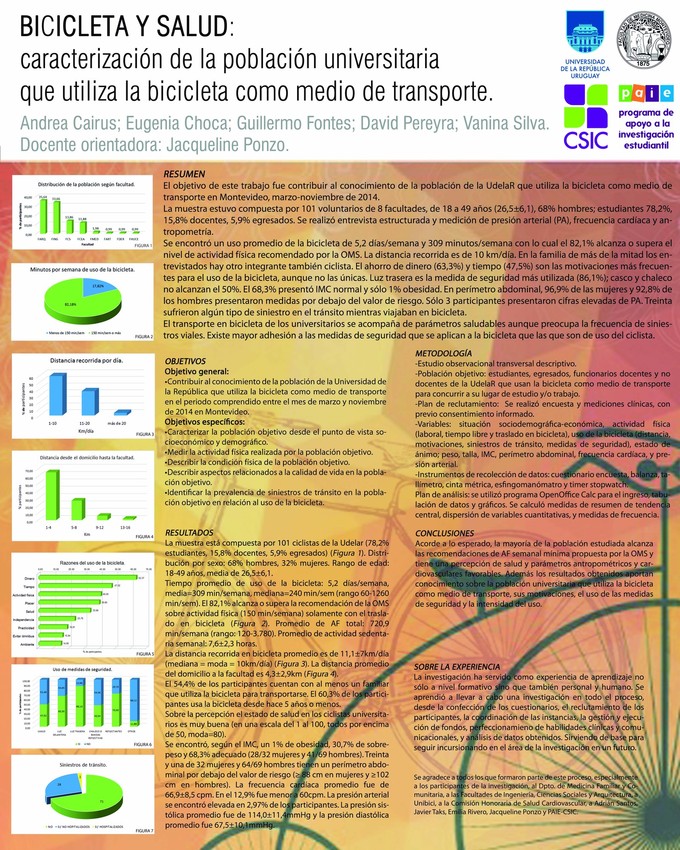 BICICLETA Y SALUD:
caracterización de la población universitaria
que utiliza la bicicleta como medio de transporte.
Andrea Cairus; Eugenia Choca; Guillermo Fontes; David Pereyra; Vanina Silva.
Docente orientadora: Jacqueline Ponzo.
UNIVERSIDAD
DE LA REPÚBLICA
URUGUAY
1875
CSIC
paie
programa de
apoyo a la
investigación
estudiantil
Distribución de la población según facultad.
Facultad
FIGURA 1
Minutos por semana de uso de la bicicleta.
17,82%
82,18%
FIGURA 2
Distancia recorrida por día.
1-10
11-20
más de 20
Km/día
FIGURA 3
Distancia desde el domicilio hasta la facultad.
1-4
5-8
9-12
13-16
Km
FIGURA 4
Razones del uso de le bicicleta.
Dinero
Tiempo
Actividad física
Placer
Salud
Independencia
Practicidad
Evitar ómnibus
Ambiente
FIGURA 5
Uso de medidas de seguridad.
FIGURA 6
Siniestros de tránsito.
71
FIGURA 7
RESUMEN
El objetivo de este trabajo fue contribuir al conocimiento de la población de la UdelaR que utiliza la bicicleta como medio de
transporte en Montevideo, marzo-noviembre de 2014.
La muestra estuvo compuesta por 101 voluntarios de 8 facultades, de 18 a 49 años (26,5±6,1), 68% hombres; estudiantes 78,2%,
15,8% docentes, 5,9% egresados. Se realizó entrevista estructurada y medición de presión arterial (PA), frecuencia cardíaca y an-
tropometría.
Se encontró un uso promedio de la bicicleta de 5,2 días/semana y 309 minutos/semana con lo cual el 82,1% alcanza o supera el
nivel de actividad física recomendado por la OMS. La distancia recorrida es de 10 km/día. En la familia de más de la mitad los en-
trevistados hay otro integrante también ciclista. El ahorro de dinero (63,3%) y tiempo (47,5%) son las motivaciones más frecuen-
tes para el uso de la bicicleta, aunque no las únicas. Luz trasera es la medida de seguridad más utilizada (86,1%); casco y chaleco
no alcanzan el 50%. El 68,3% presentó IMC normal y sólo 1% obesidad. En perímetro abdominal, 96,9% de las mujeres y 92,8% de
los hombres presentaron medidas por debajo del valor de riesgo. Sólo 3 participantes presentaron cifras elevadas de PA. Treinta
sufrieron algún tipo de siniestro en el tránsito mientras viajaban en bicicleta.
El transporte en bicicleta de los universitarios se acompaña de parámetros saludables aunque preocupa la frecuencia de sinies-
tros viales. Existe mayor adhesión a las medidas de seguridad que se aplican a la bicicleta que las que son de uso del ciclista.
OBJETIVOS
Objetivo general:
•Contribuir al conocimiento de la población de la Universidad de
la República que utiliza la bicicleta como medio de transporte
en el periodo comprendido entre el mes de marzo y noviembre
de 2014 en Montevideo.
Objetivos específicos:
•Caracterizar la población objetivo desde el punto de vista so-
cioeconómico y demográfico.
•Medir la actividad física realizada por la población objetivo.
•Describir la condición física de la población objetivo.
•Describir aspectos relacionados a la calidad de vida en la pobla-
ción objetivo.
•Identificar la prevalencia de siniestros de tránsito en la pobla-
ción objetivo en relación al uso de la bicicleta.
RESULTADOS
La muestra está compuesta por 101 ciclistas de la Udelar (78,2%
estudiantes, 15,8% docentes, 5,9% egresados) (Figura 1). Distri-
bución por sexo: 68% hombres, 32% mujeres. Rango de edad:
18-49 años, media de 26,5±6,1.
Tiempo promedio de uso de la bicicleta: 5,2 días/semana,
media=309 min/semana, mediana=240 min/sem (rango 60-1260
min/sem). El 82,1% alcanza o supera la recomendación de la OMS
sobre actividad física (150 min/semana) solamente con el trasla-
do en bicicleta (Figura 2). Promedio de AF total: 720.9
min/semana (rango: 120-3.780). Promedio de actividad sedenta-
ria semanal: 7,6±2,3 horas.
La distancia recorrida en bicicleta promedio es de 11,1±7km/día
(mediana = moda = 10km/día) (Figura 3). La distancia promedio
del domicilio a la facultad es 4,3±2,9km (Figura 4).
El 54,4% de los participantes cuentan con al menos un familiar
que utiliza la bicicleta para transportarse. El 60,3% de los partici-
pantes usa la bicicleta desde hace 5 años o menos.
Sobre la percepción el estado de salud en los ciclistas universita-
rios es muy buena (en una escala del 1 al 100, todos por encima
de 50, moda=80).
Se encontró, según el IMC, un 1% de obesidad, 30,7% de sobre-
peso y 68,3% adecuado (28/32 mujeres y 41/69 hombres). Treinta
y una de 32 mujeres y 64/69 hombres tienen un perímetro abdo-
minal por debajo del valor de riesgo (≥ 88 cm en mujeres y ≥102
cm en hombres). La frecuencia cardiaca promedio fue de
66,9±8,5 cpm. En el 12,9% fue menor a 60cpm. La presión arterial
se encontró elevada en 2,97% de los participantes. La presión sis-
tólica promedio fue de 114,0±11,4mmHg y la presión diastólica
promedio fue 67,5±10,1mmHg.
METODOLOGÍA
-Estudio observacional transversal descriptivo.
-Población objetivo: estudiantes, egresados, funcionarios docentes y no
docentes de la UdelaR que usan la bicicleta como medio de transporte
para concurrir a su lugar de estudio y/o trabajo.
-Plan de reclutamiento: Se realizó encuesta y mediciones clínicas, con
previo consentimiento informado.
-Variables: situación sociodemográfica-económica, actividad física
(laboral, tiempo libre y traslado en bicicleta), uso de la bicicleta (distancia,
motivaciones, siniestros de tránsito, medidas de seguridad), estado de
ánimo; peso, talla, IMC, perímetro abdominal, frecuencia cardíaca, y pre-
sión arterial.
-Instrumentos de recolección de datos: cuestionario encuesta, balanza, ta-
llímetro, cinta métrica, esfingomanómetro y timer stopwatch.
Plan de análisis: se utilizó programa OpenOffice Calc para el ingreso, tabu-
lación de datos y gráficos. Se calculó medidas de resumen de tendencia
central, dispersión de variables cuantitativas, y medidas de frecuencia.
CONCLUSIONES
Acorde a lo esperado, la mayoría de la población estudiada alcanza
las recomendaciones de AF semanal mínima propuesta por la OMS y
tiene una percepción de salud y parámetros antropométricos y car-
diovasculares favorables. Además los resultados obtenidos aportan
conocimiento sobre la población universitaria que utiliza la bicicleta
como medio de transporte, sus motivaciones, el uso de las medidas
de seguridad y la intensidad del uso.
SOBRE LA EXPERIENCIA
La investigación ha servido como experiencia de aprendizaje no
sólo a nivel formativo sino que también personal y humano. Se
aprendió a llevar a cabo una investigación en todo el proceso,
desde la confección de los cuestionarios, el reclutamiento de los
participantes, la coordinación de las instancias, la gestión y ejecu-
ción de fondos, perfeccionamiento de habilidades clínicas y comu-
nicacionales, y análisis de datos obtenidos. Sirviendo de base para
seguir incursionando en el área de la investigación en un futuro.
Se agradece a todos los que formaron parte de este proceso, especialmente
a los participantes de la investigación, al Dpto. de Medicina Familiar y Co-
munitaria, a las Facultades de Ingeniería, Ciencias Sociales y Arquitectura, a
Unibici, a la Comisión Honoraria de Salud Cardiovascular, a Adrián Santos,
Javier Taks, Emilia Rivero, Jacqueline Ponzo y PAIE-CSIC.